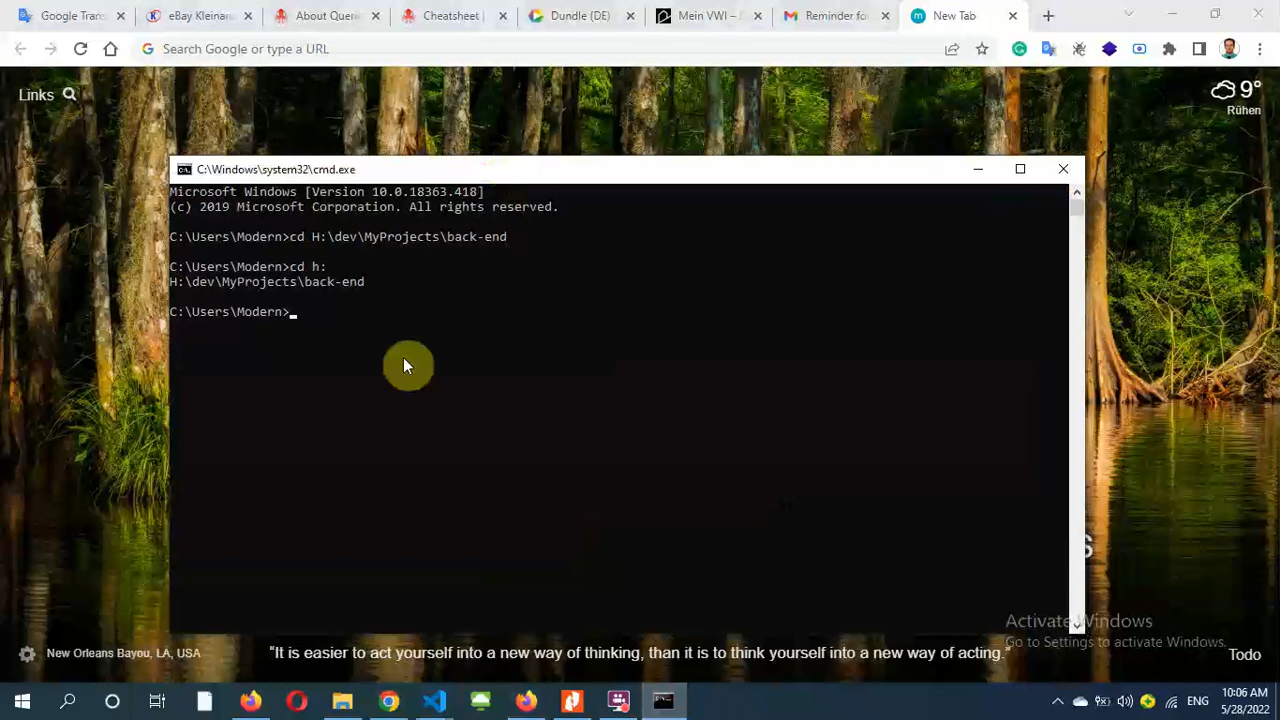 Google Trans
eBay Kleinan
About Queri
Cheatsheet |
Dundle (DE)
Mein VWI –
Reminder for
New Tab
Search Google or type a URL
Links
9°
Rühen
C:\Windows\system32\cmd.exe
Microsoft Windows [Version 10.0.18363.418]
(c) 2019 Microsoft Corporation. All rights reserved.
C:\Users\Modern>cd H:\dev\MyProjects\back-end
C:\Users\Modern>cd h:
H:\dev\MyProjects\back-end
C:\Users\Modern>
Activate Windows
Go to Settings to activate Windows.
New Orleans Bayou, LA, USA
“It is easier to act yourself into a new way of thinking, than it is to think yourself into a new way of acting.”
Todo
ENG
10:06 AM
5/28/2022